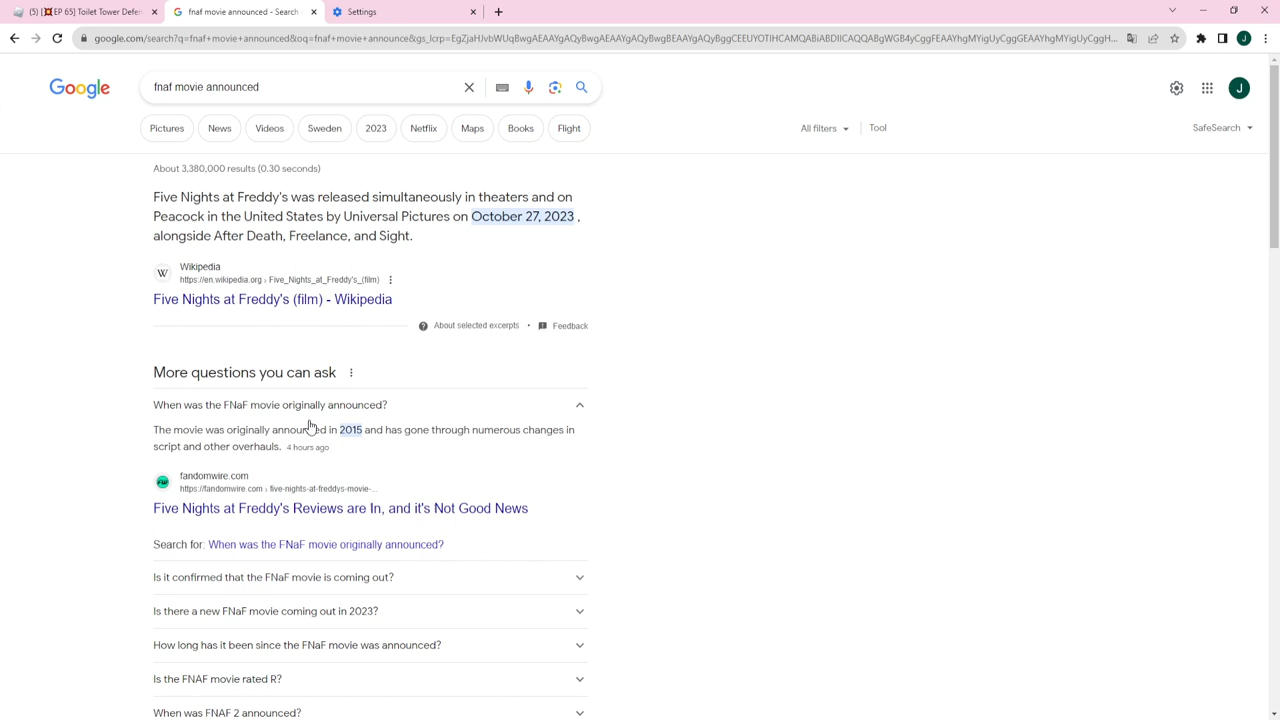 (5) [💥EP 65] Toilet Tower Defen
fnaf movie announced - Search
Settings
google.com/search?q=fnaf+movie+announced&oq=fnaf+movie+announce&gs_lcrp=EgZjaHJvbWUqBwgAEAAYgAQyBwgAEAAYgAQyBwgBEAAYgAQyBggCEEUYOTIHCAMQABiABDIICAQQABgWGB4yCggFEAAYhgMYigUyCggGEAAYhgMYigUyCggH...
J
Google
fnaf movie announced
J
Pictures
News
Videos
Sweden
2023
Netflix
Maps
Books
Flight
All filters
Tool
SafeSearch
About 3,380,000 results (0.30 seconds)
Five Nights at Freddy's was released simultaneously in theaters and on
Peacock in the United States by Universal Pictures on October 27, 2023 ,
alongside After Death, Freelance, and Sight.
W
Wikipedia
https://en.wikipedia.org › Five_Nights_at_Freddy's_(film)
Five Nights at Freddy's (film) - Wikipedia
About selected excerpts • Feedback
More questions you can ask
When was the FNaF movie originally announced?
The movie was originally announced in 2015 and has gone through numerous changes in
script and other overhauls. 4 hours ago
FW
fandomwire.com
https://fandomwire.com › five-nights-at-freddys-movie-...
Five Nights at Freddy's Reviews are In, and it's Not Good News
Search for: When was the FNaF movie originally announced?
Is it confirmed that the FNaF movie is coming out?
Is there a new FNaF movie coming out in 2023?
How long has it been since the FNaF movie was announced?
Is the FNAF movie rated R?
When was FNAF 2 announced?